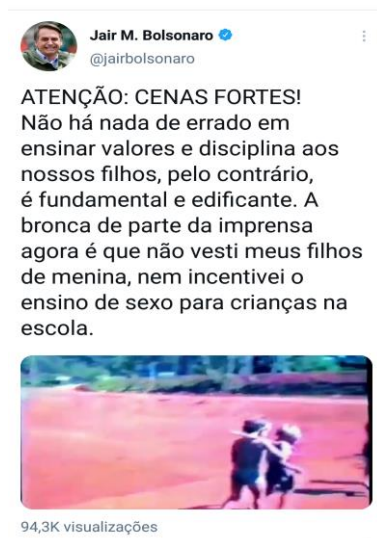 Jair M. Bolsonaro
@jairbolsonaro
ATENÇÃO: CENAS FORTES!
Não há nada de errado em
ensinar valores e disciplina aos
nossos filhos, pelo contrário,
é fundamental e edificante. A
bronca de parte da imprensa
agora é que não vesti meus filhos
de menina, nem incentivei o
ensino de sexo para crianças na
escola.
94,3K visualizações